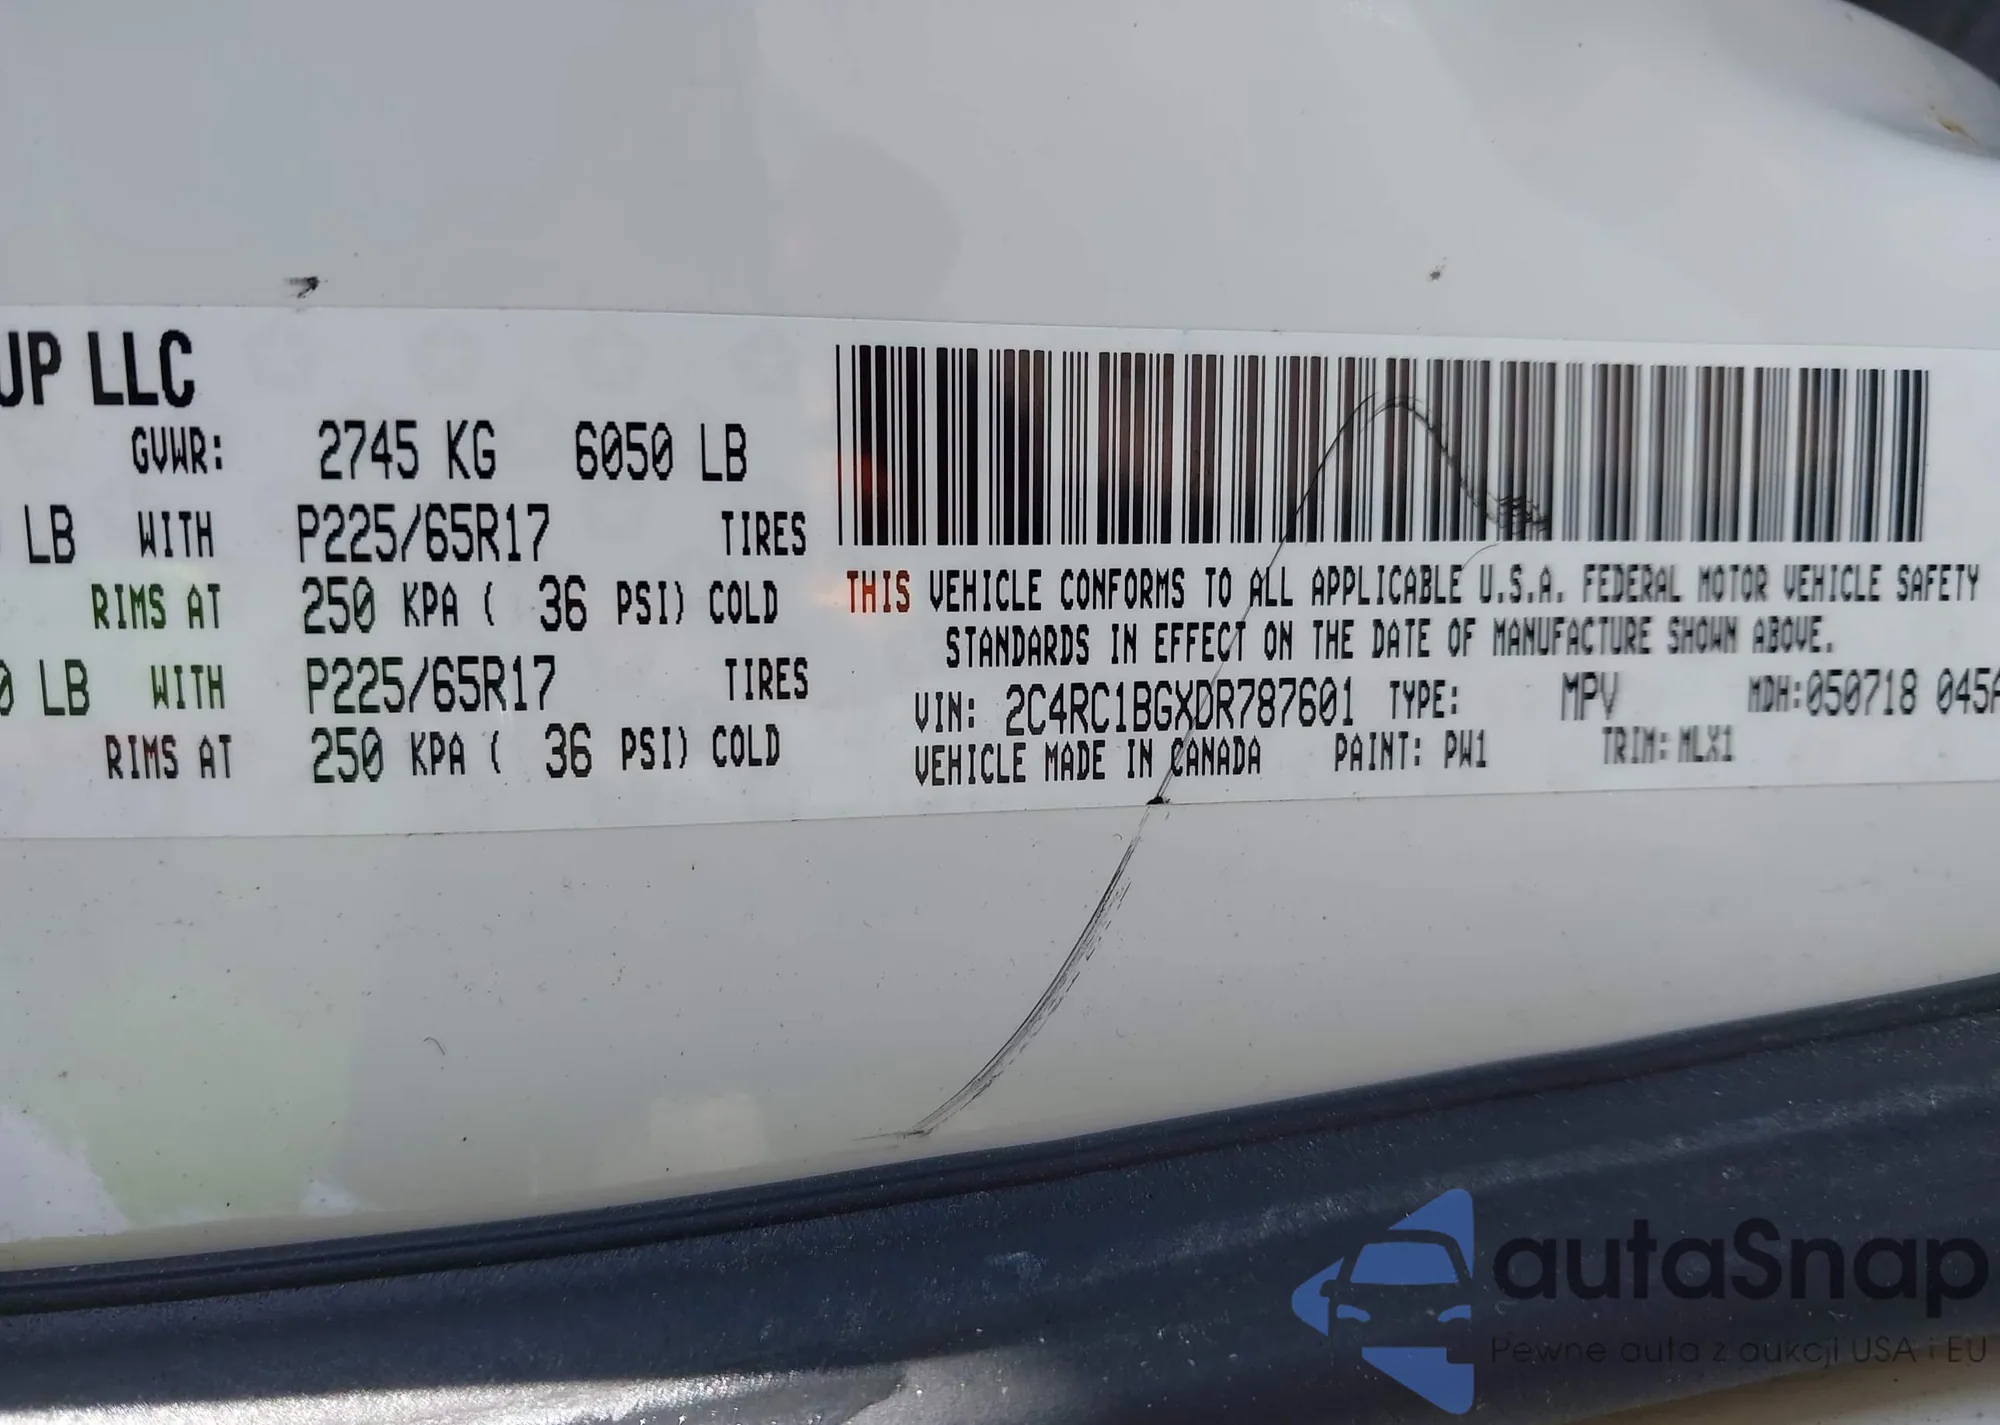 UP LLC
GVWR: 2745 KG 6050 LB
LB WITH P225/65R17 TIRES
RIMS AT 250 KPA ( 36 PSI) COLD
0 LB WITH P225/65R17 TIRES
RIMS AT 250 KPA ( 36 PSI) COLD
THIS VEHICLE CONFORMS TO ALL APPLICABLE U.S.A. FEDERAL MOTOR VEHICLE SAFETY
STANDARDS IN EFFECT ON THE DATE OF MANUFACTURE SHOWN ABOVE.
VIN: 2C4RC1BGXDR787601 TYPE: MPV MDH:050718 045A
VEHICLE MADE IN CANADA PAINT: PW1 TRIM: MLX1
autaSnap
Pewne auta z aukcji USA i EU